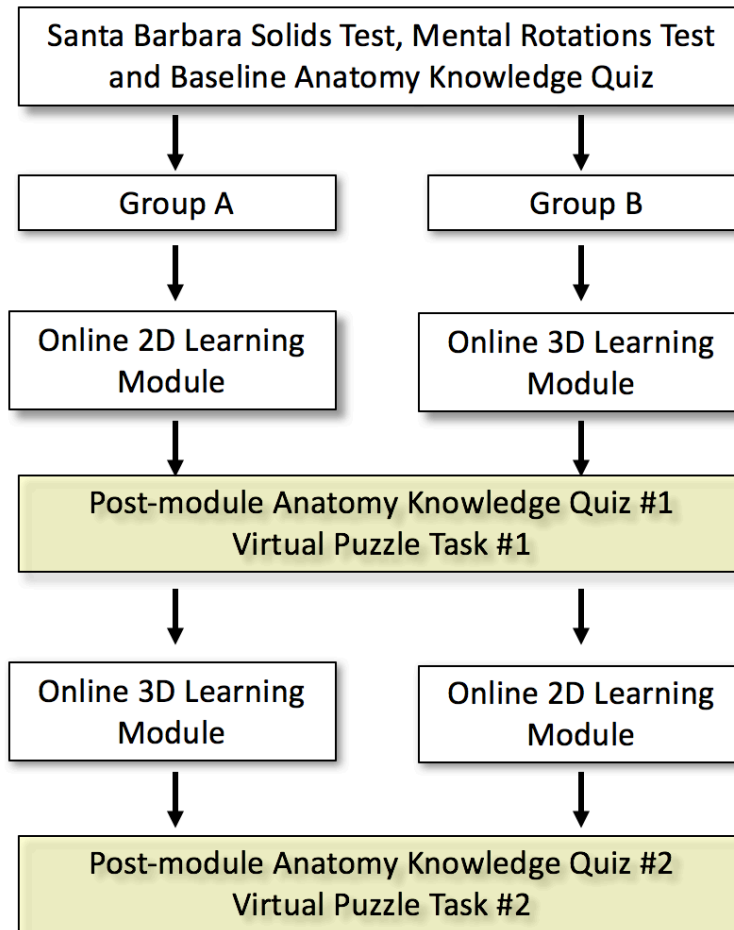 Santa Barbara Solids Test, Mental Rotations Test
and Baseline Anatomy Knowledge Quiz
Group A
Group B
Online 2D Learning
Module
Online 3D Learning
Module
Post-module Anatomy Knowledge Quiz #1
Virtual Puzzle Task #1
Online 3D Learning
Module
Online 2D Learning
Module
Post-module Anatomy Knowledge Quiz #2
Virtual Puzzle Task #2